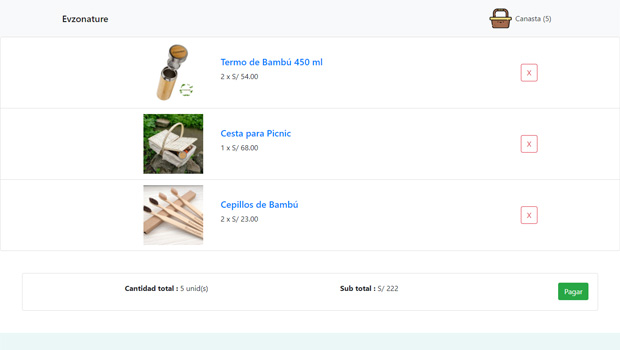 Evzonature
Canasta (5)
Termo de Bambú 450 ml
2 x S/ 54.00
X
Cesta para Picnic
1 x S/ 68.00
X
Cepillos de Bambú
2 x S/ 23.00
X
Cantidad total : 5 unid(s)
Sub total : S/ 222
Pagar